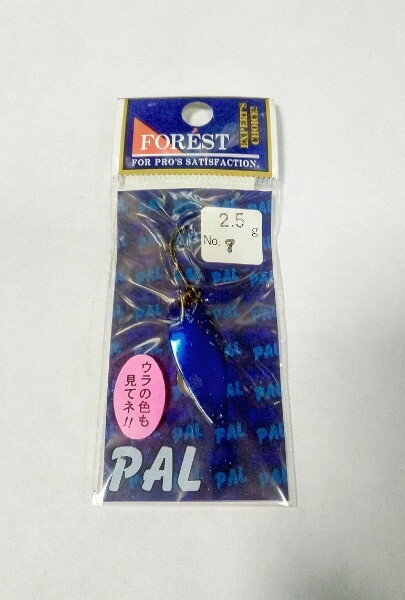 FOREST
FOR PRO'S SATISFACTION.
EXPERT'S
CHOICE!
2.5 g
No. 7
ウラの色も
見てネ!!
PAL